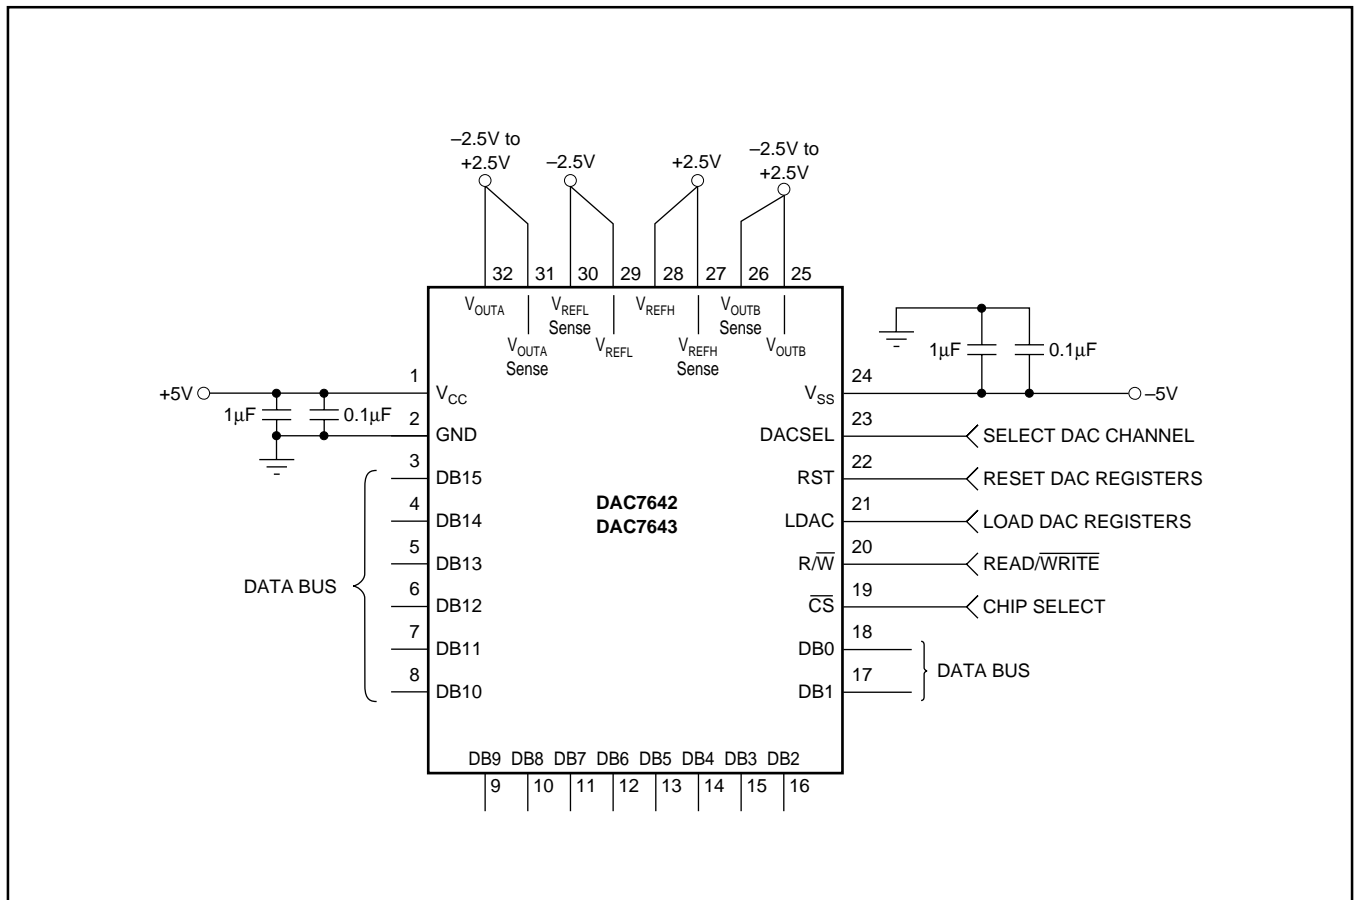 –2.5V to
+2.5V
–2.5V
+2.5V
–2.5V to
+2.5V
32
31
30
29
28
27
26
25
VOUTA
VOUTA
Sense
VREFL
Sense
VREFL
VREFH
VREFH
Sense
VOUTB
Sense
VOUTB
+5V
1µF
0.1µF
1
VCC
2
GND
3
DB15
4
DB14
5
DB13
6
DB12
7
DB11
8
DB10
DATA BUS
DAC7642
DAC7643
1µF
0.1µF
24
VSS
–5V
23
DACSEL
SELECT DAC CHANNEL
22
RST
RESET DAC REGISTERS
21
LDAC
LOAD DAC REGISTERS
20
R/W̅
READ/W̅R̅I̅T̅E̅
19
C̅S̅
CHIP SELECT
18
DB0
17
DB1
DATA BUS
DB9
DB8
DB7
DB6
DB5
DB4
DB3
DB2
9
10
11
12
13
14
15
16